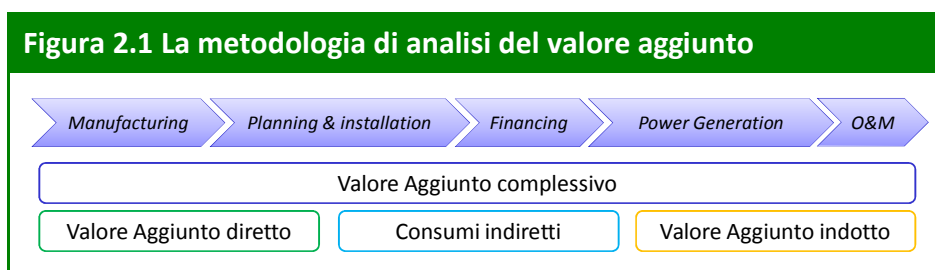 Figura 2.1 La metodologia di analisi del valore aggiunto
Manufacturing Planning & installation Financing Power Generation O&M
Valore Aggiunto complessivo
Valore Aggiunto diretto Consumi indiretti Valore Aggiunto indotto